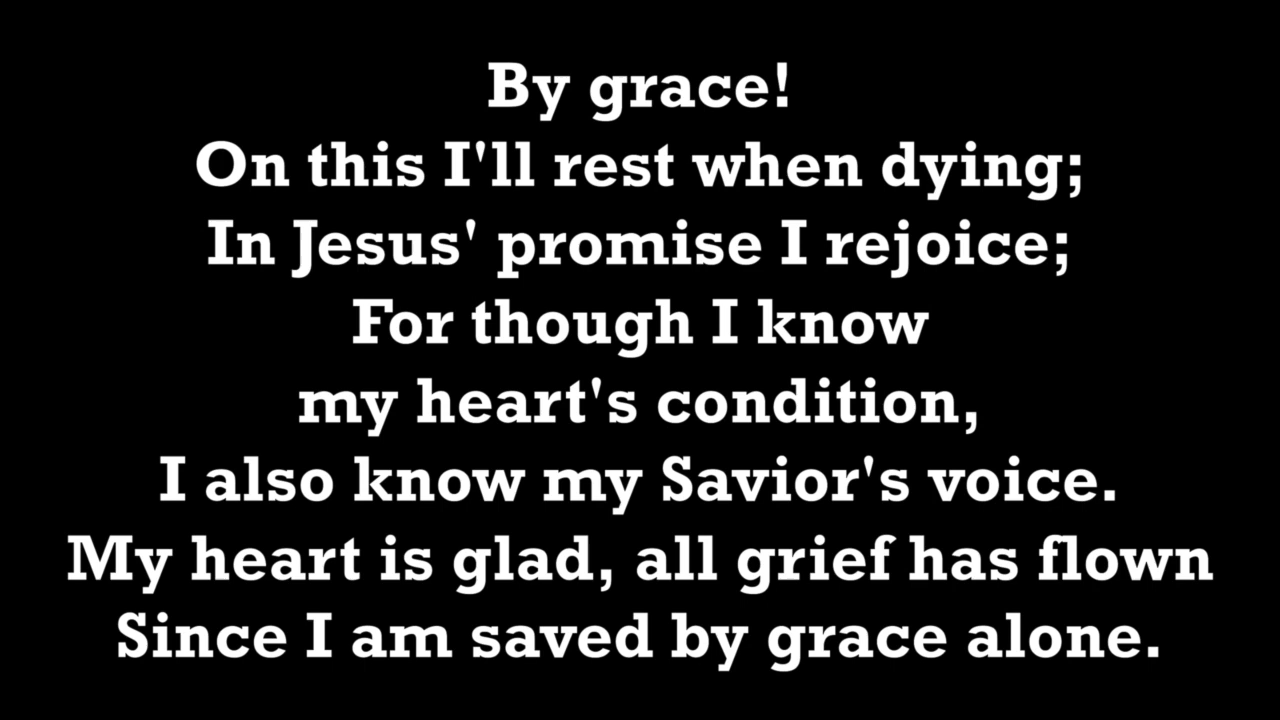 By grace!
On this I'll rest when dying;
In Jesus' promise I rejoice;
For though I know
my heart's condition,
I also know my Savior's voice.
My heart is glad, all grief has flown
Since I am saved by grace alone.